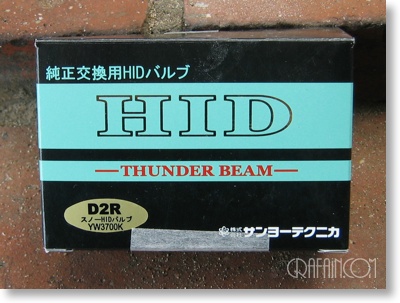 純正交換用HIDバルブ
HID
THUNDER BEAM
D2R
スノーHIDバルブ
YW3700K
株式会社 サンヨーテクニカ
GRAFAIN.COM